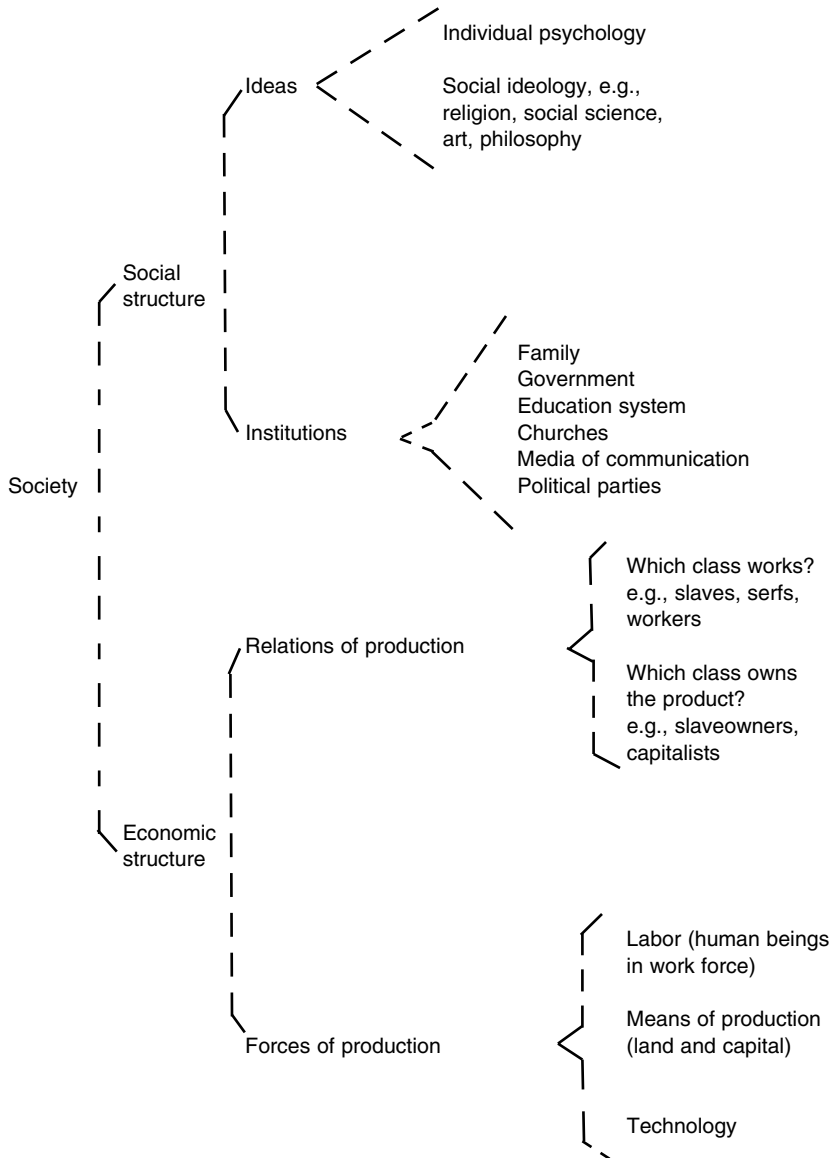 Individual psychology
Ideas
Social ideology, e.g.,
religion, social science,
art, philosophy
Social
structure
Family
Government
Education system
Institutions
Churches
Media of communication
Society
Political parties
Which class works?
e.g., slaves, serfs,
workers
Relations of production
Which class owns
the product?
e.g., slaveowners,
capitalists
Economic
structure
Labor (human beings
in work force)
Means of production
(land and capital)
Forces of production
Technology